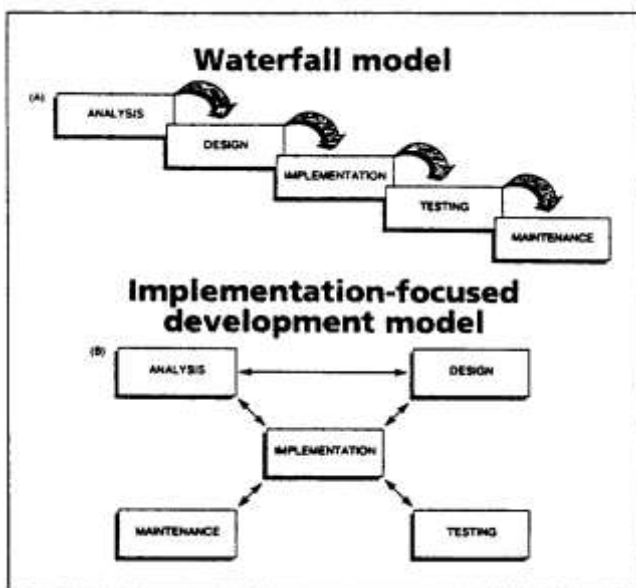 Waterfall model
(A)
ANALYSIS
DESIGN
IMPLEMENTATION
TESTING
MAINTENANCE
Implementation-focused
development model
(B)
ANALYSIS
DESIGN
IMPLEMENTATION
MAINTENANCE
TESTING